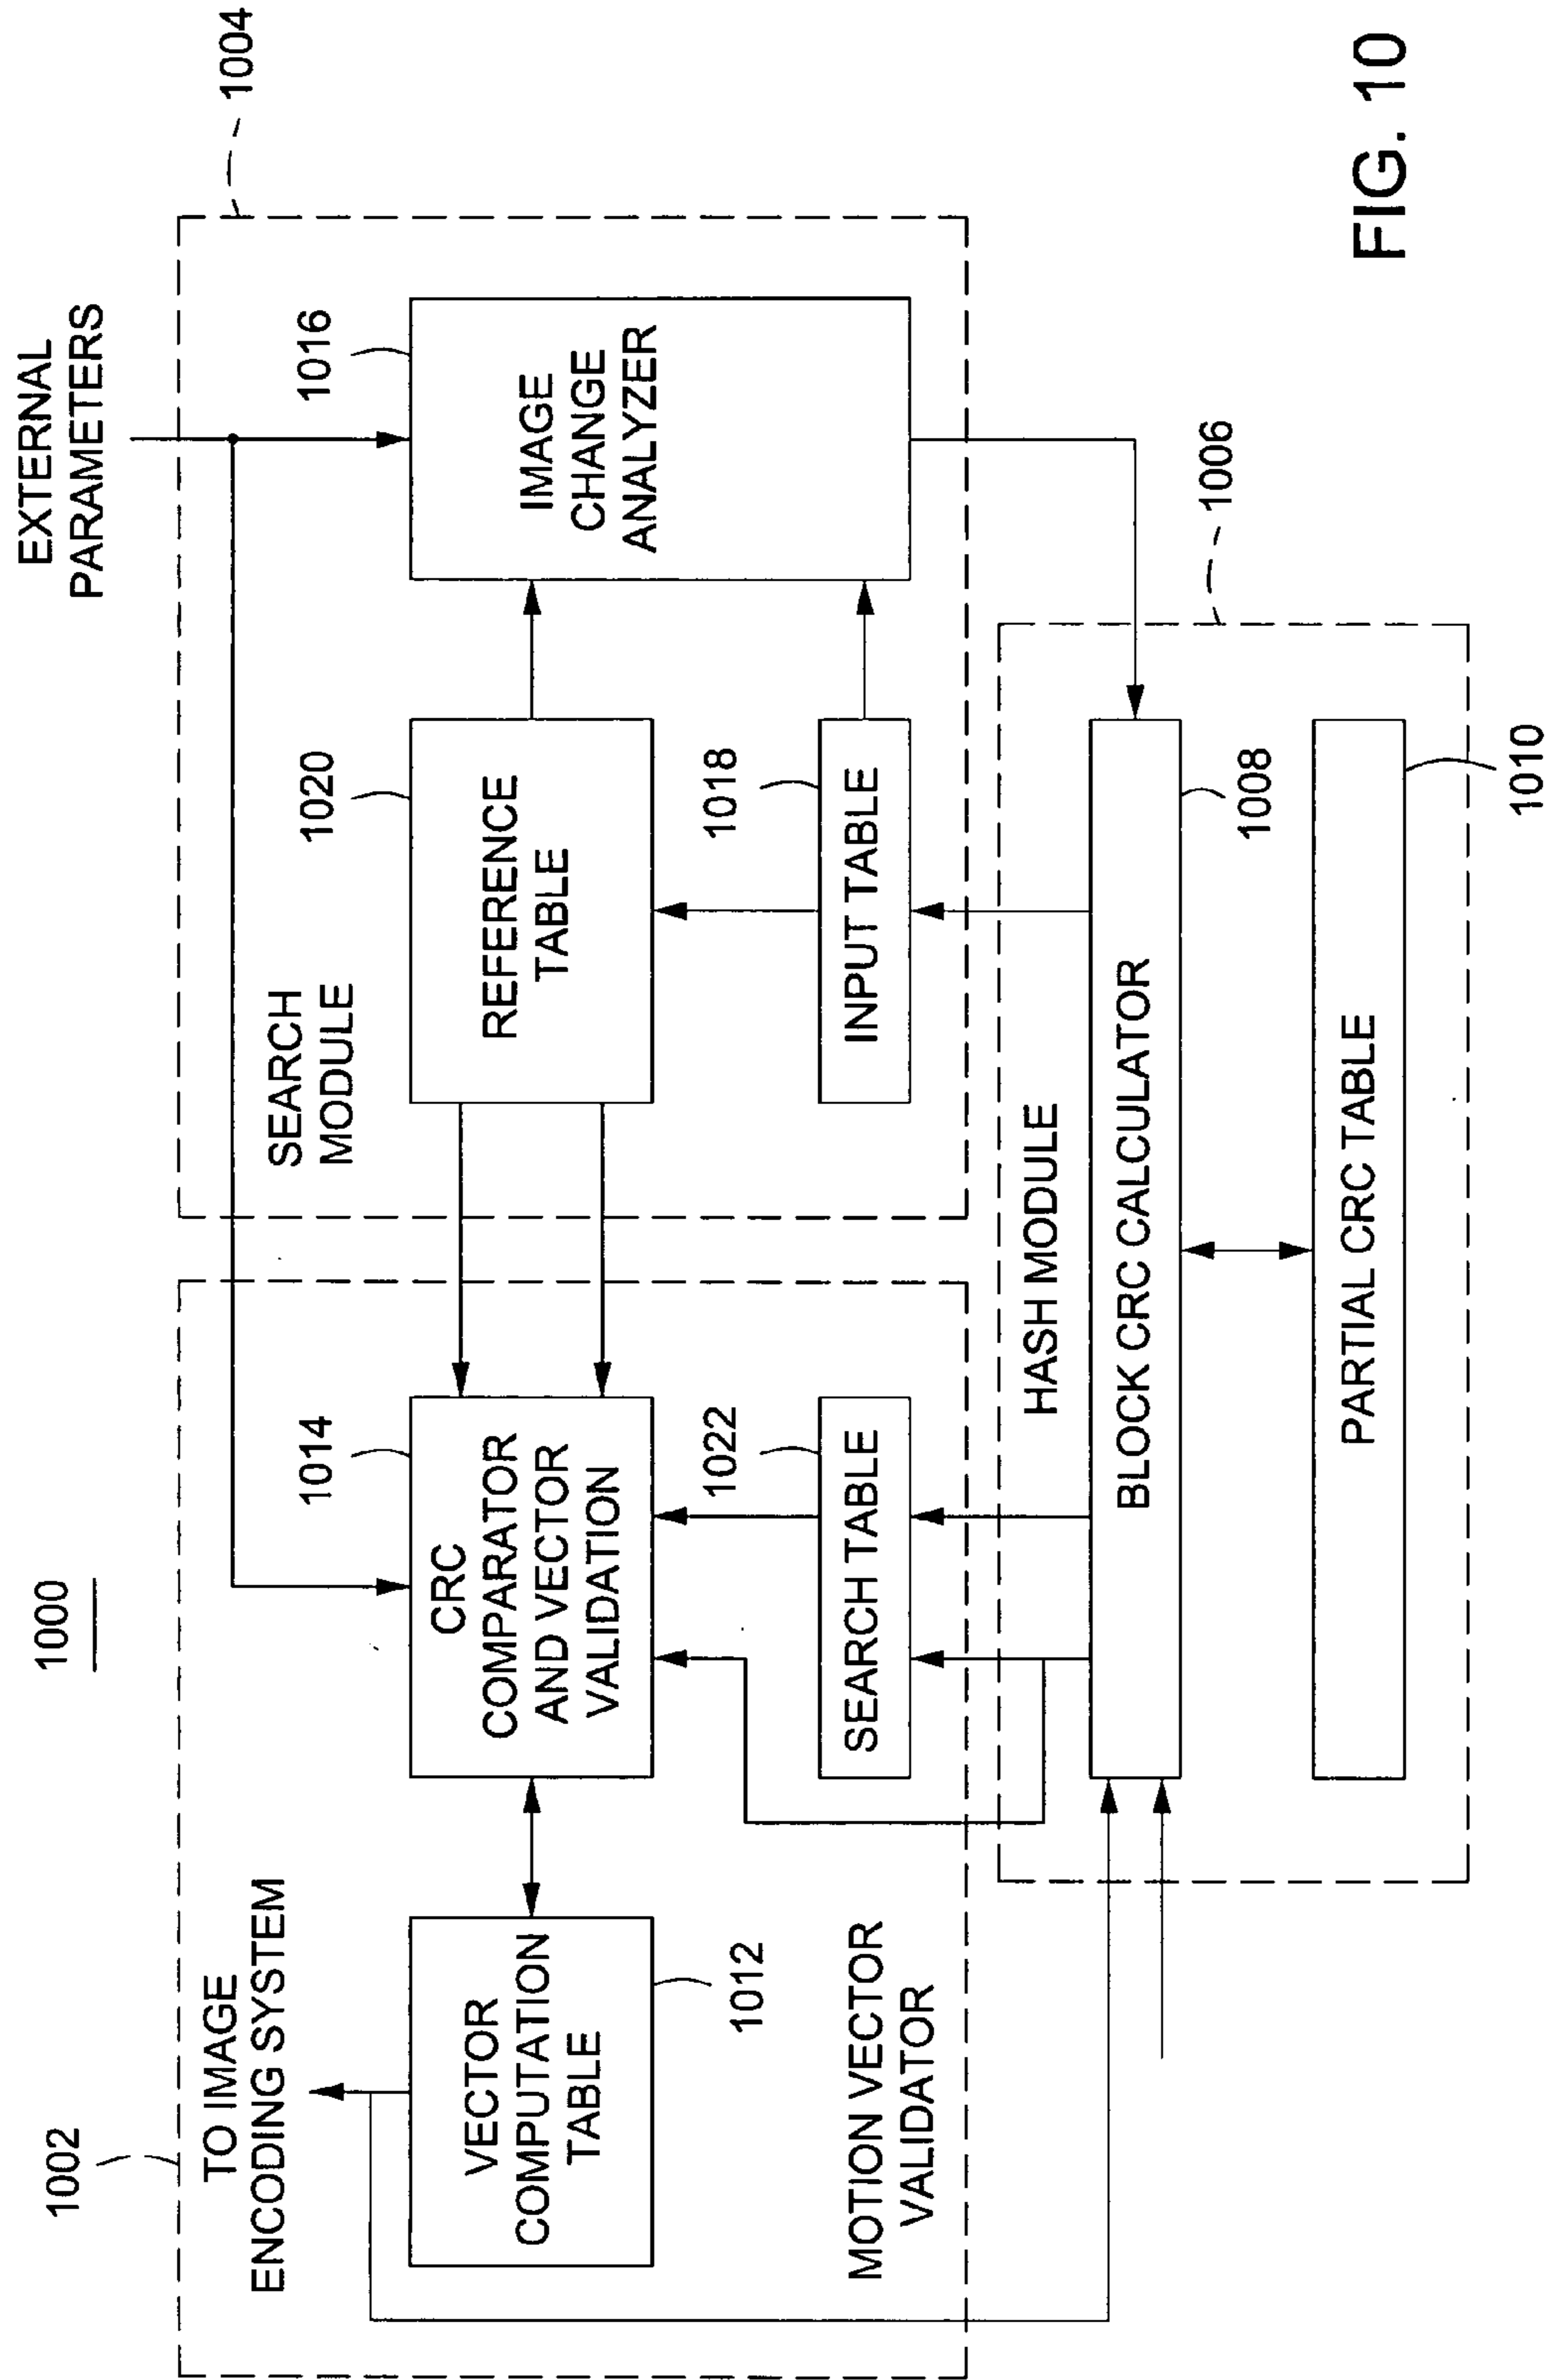 1000
EXTERNAL
PARAMETERS
1002
1004
TO IMAGE
ENCODING SYSTEM
SEARCH
MODULE
1014
1020
1016
VECTOR
COMPUTATION
TABLE
CRC
COMPARATOR
AND VECTOR
VALIDATION
REFERENCE
TABLE
IMAGE
CHANGE
ANALYZER
1012
1022
1018
MOTION VECTOR
VALIDATOR
SEARCH TABLE
INPUT TABLE
HASH MODULE
1006
BLOCK CRC CALCULATOR
1008
PARTIAL CRC TABLE
1010
FIG. 10